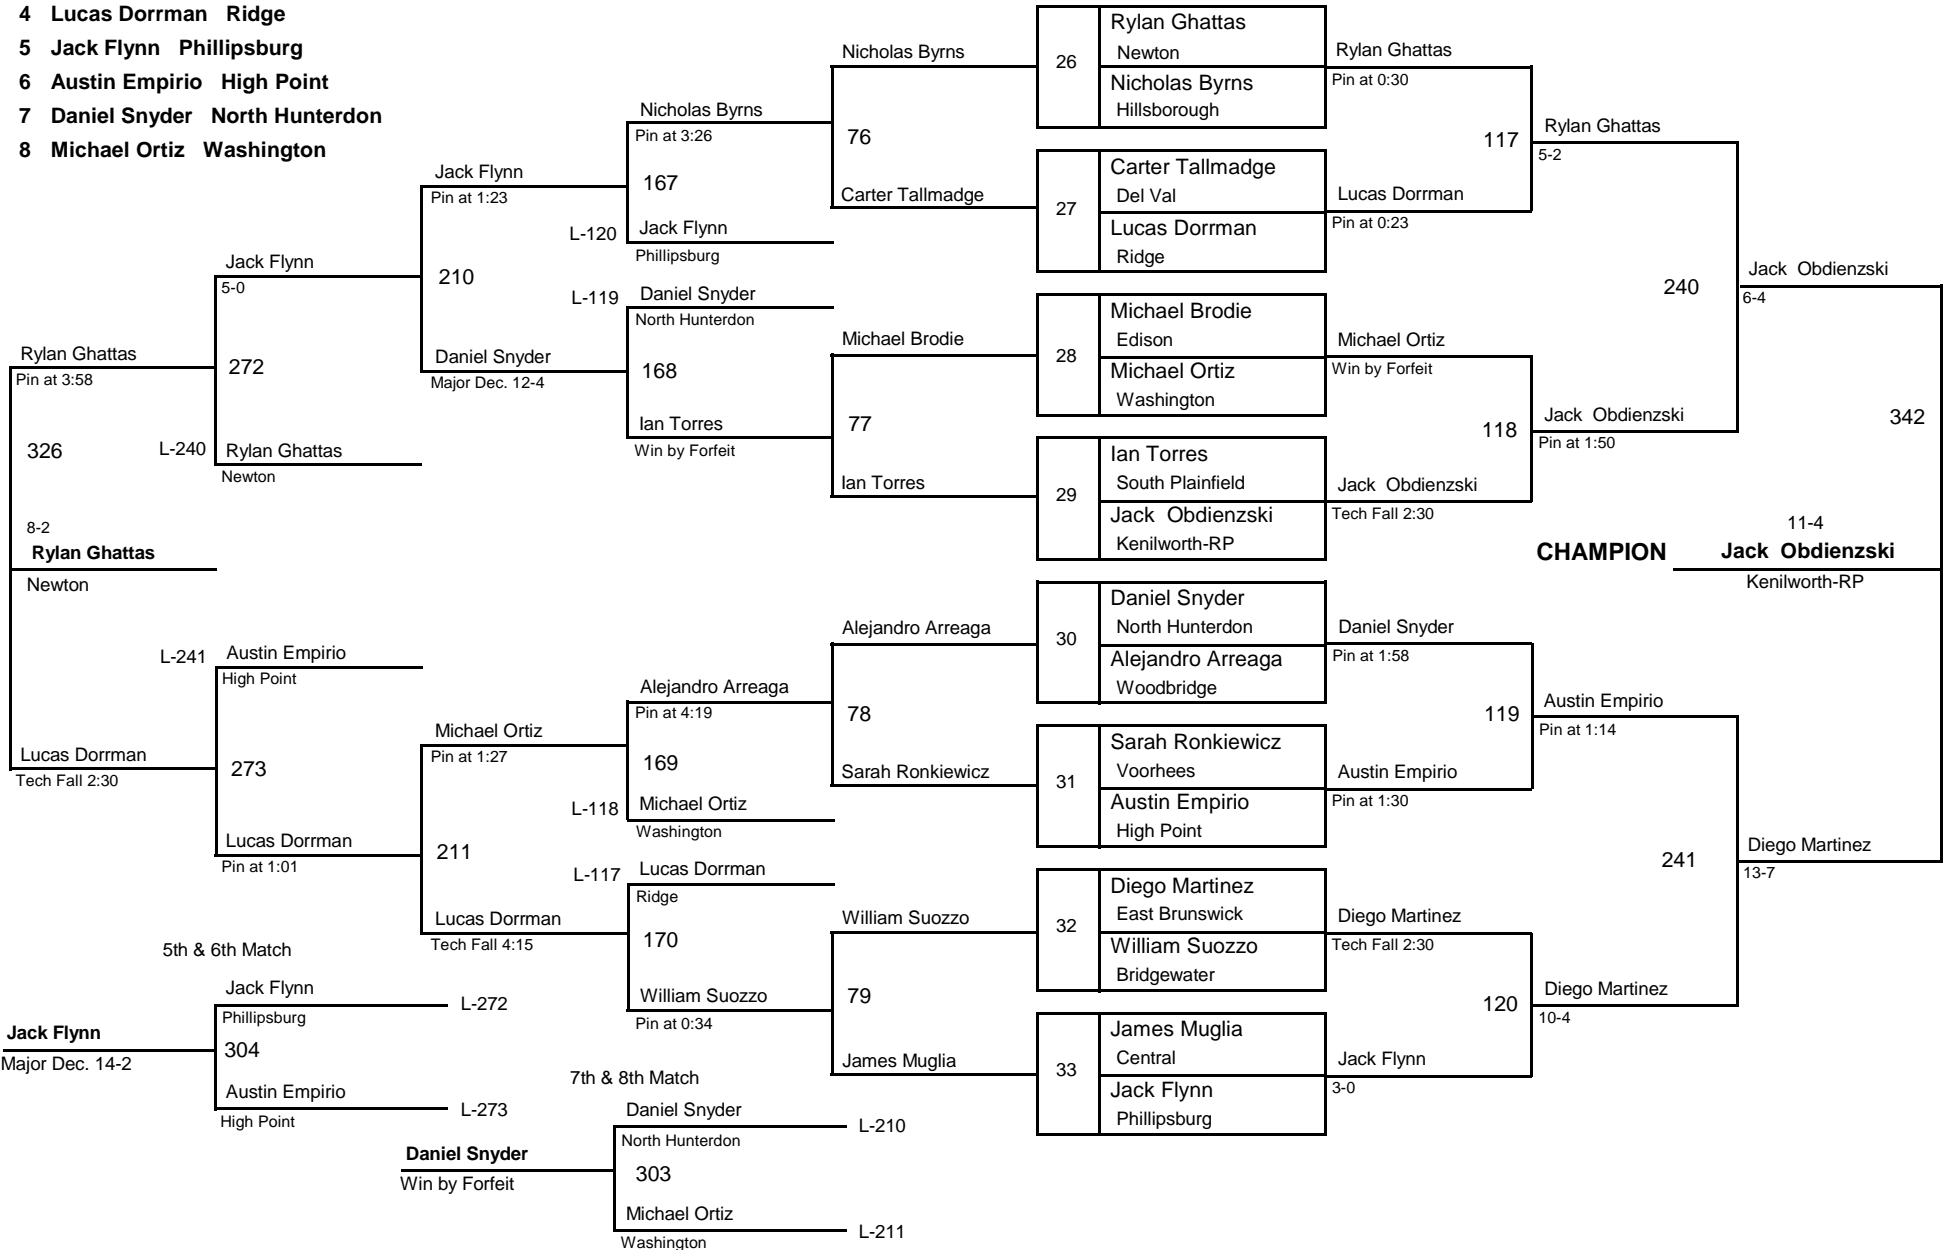 4 Lucas Dorrman Ridge
5 Jack Flynn Phillipsburg
6 Austin Empirio High Point
7 Daniel Snyder North Hunterdon
8 Michael Ortiz Washington
Rylan Ghattas
Pin at 3:58
326
8-2
Rylan Ghattas
Newton
Lucas Dorrman
Tech Fall 2:30
Jack Flynn
5-0
272
L-240 Rylan Ghattas
Newton
L-241 Austin Empirio
High Point
273
Lucas Dorrman
Pin at 1:01
Jack Flynn
Pin at 1:23
210
Daniel Snyder
Major Dec. 12-4
Michael Ortiz
Pin at 1:27
211
Lucas Dorrman
Tech Fall 4:15
Nicholas Byrns
Pin at 3:26
167
L-120 Jack Flynn
Phillipsburg
L-119 Daniel Snyder
North Hunterdon
168
Ian Torres
Win by Forfeit
Alejandro Arreaga
Pin at 4:19
169
L-118 Michael Ortiz
Washington
L-117 Lucas Dorrman
Ridge
170
William Suozzo
Pin at 0:34
Nicholas Byrns
76
Carter Tallmadge
Michael Brodie
77
Ian Torres
Alejandro Arreaga
78
Sarah Ronkiewicz
William Suozzo
79
James Muglia
26
Rylan Ghattas
Newton
Nicholas Byrns
Hillsborough
27
Carter Tallmadge
Del Val
Lucas Dorrman
Ridge
28
Michael Brodie
Edison
Michael Ortiz
Washington
29
Ian Torres
South Plainfield
Jack Obdienzski
Kenilworth-RP
30
Daniel Snyder
North Hunterdon
Alejandro Arreaga
Woodbridge
31
Sarah Ronkiewicz
Voorhees
Austin Empirio
High Point
32
Diego Martinez
East Brunswick
William Suozzo
Bridgewater
33
James Muglia
Central
Jack Flynn
Phillipsburg
Rylan Ghattas
Pin at 0:30
117
Lucas Dorrman
Pin at 0:23
Michael Ortiz
Win by Forfeit
118
Jack Obdienzski
Tech Fall 2:30
Daniel Snyder
Pin at 1:58
119
Austin Empirio
Pin at 1:30
Diego Martinez
Tech Fall 2:30
120
Jack Flynn
3-0
Rylan Ghattas
5-2
240
Jack Obdienzski
Pin at 1:50
Austin Empirio
Pin at 1:14
241
Diego Martinez
10-4
Jack Obdienzski
6-4
342
11-4
CHAMPION Jack Obdienzski
Kenilworth-RP
Diego Martinez
13-7
5th & 6th Match
Jack Flynn L-272
Phillipsburg
Jack Flynn
304
Major Dec. 14-2
Austin Empirio L-273
High Point
7th & 8th Match
Daniel Snyder L-210
North Hunterdon
Daniel Snyder
303
Win by Forfeit
Michael Ortiz L-211
Washington